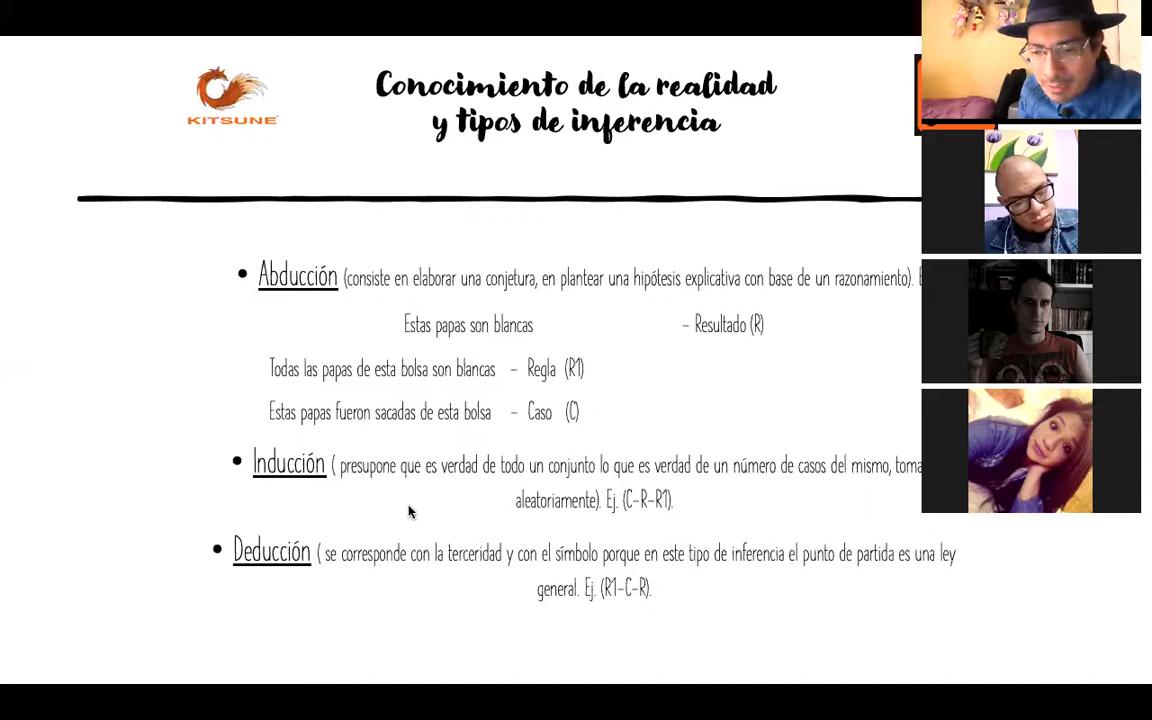 KITSUNE
Conocimiento de la realidad
y tipos de inferencia
• Abducción (consiste en elaborar una conjetura, en plantear una hipótesis explicativa con base de un razonamiento).
Estas papas son blancas – Resultado (R)
Todas las papas de esta bolsa son blancas – Regla (R1)
Estas papas fueron sacadas de esta bolsa – Caso (C)
• Inducción ( presupone que es verdad de todo un conjunto lo que es verdad de un número de casos del mismo,
aleatoriamente). Ej. (C-R-R1).
• Deducción ( se corresponde con la terceridad y con el símbolo porque en este tipo de inferencia el punto de partida es una ley
general. Ej. (R1-C-R).